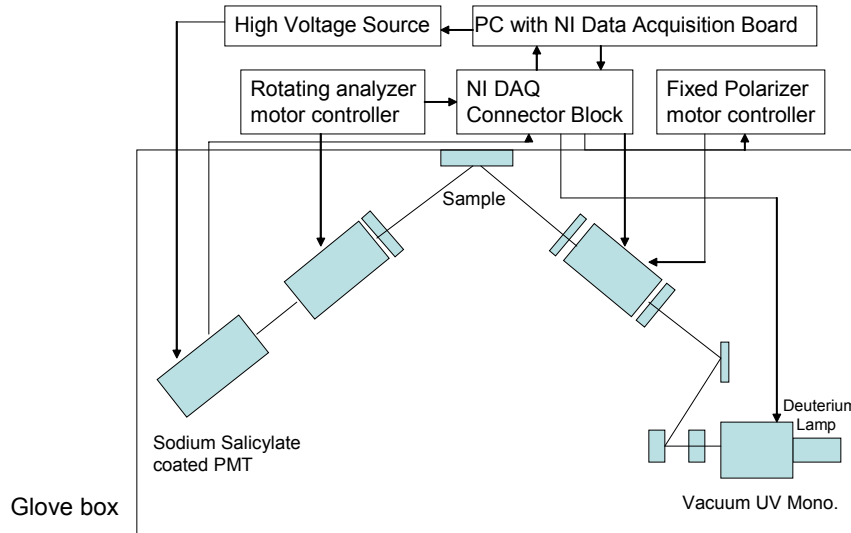 High Voltage Source
PC with NI Data Acquisition Board
Rotating analyzer
motor controller
NI DAQ
Connector Block
Fixed Polarizer
motor controller
Sample
Sodium Salicylate
coated PMT
Deuterium
Lamp
Vacuum UV Mono.
Glove box